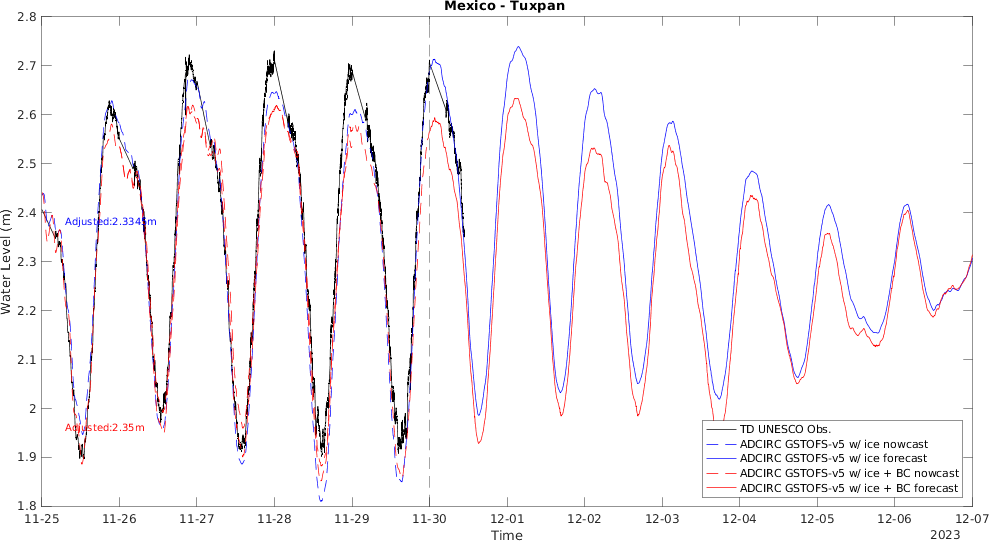 Mexico - Tuxpan
2.8
2.7
2.6
2.5
2.4
2.3
2.2
2.1
2
1.9
1.8
Water Level (m)
Adjusted:2.3345m
Adjusted:2.35m
TD UNESCO Obs.
ADCIRC GSTOFS-v5 w/ ice nowcast
ADCIRC GSTOFS-v5 w/ ice forecast
ADCIRC GSTOFS-v5 w/ ice + BC nowcast
ADCIRC GSTOFS-v5 w/ ice + BC forecast
11-25 11-26 11-27 11-28 11-29 11-30 12-01 12-02 12-03 12-04 12-05 12-06 12-07
Time
2023